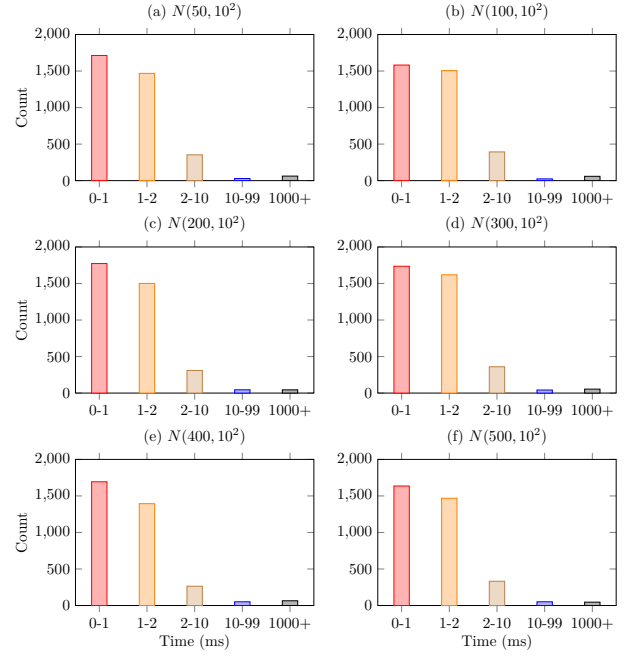 (a) N(50, 10²)
2,000
1,500
1,000
500
0
Count
0-1 1-2 2-10 10-99 1000+
(b) N(100, 10²)
2,000
1,500
1,000
500
0
0-1 1-2 2-10 10-99 1000+
(c) N(200, 10²)
2,000
1,500
1,000
500
0
Count
0-1 1-2 2-10 10-99 1000+
(d) N(300, 10²)
2,000
1,500
1,000
500
0
0-1 1-2 2-10 10-99 1000+
(e) N(400, 10²)
2,000
1,500
1,000
500
0
Count
0-1 1-2 2-10 10-99 1000+
Time (ms)
(f) N(500, 10²)
2,000
1,500
1,000
500
0
0-1 1-2 2-10 10-99 1000+
Time (ms)